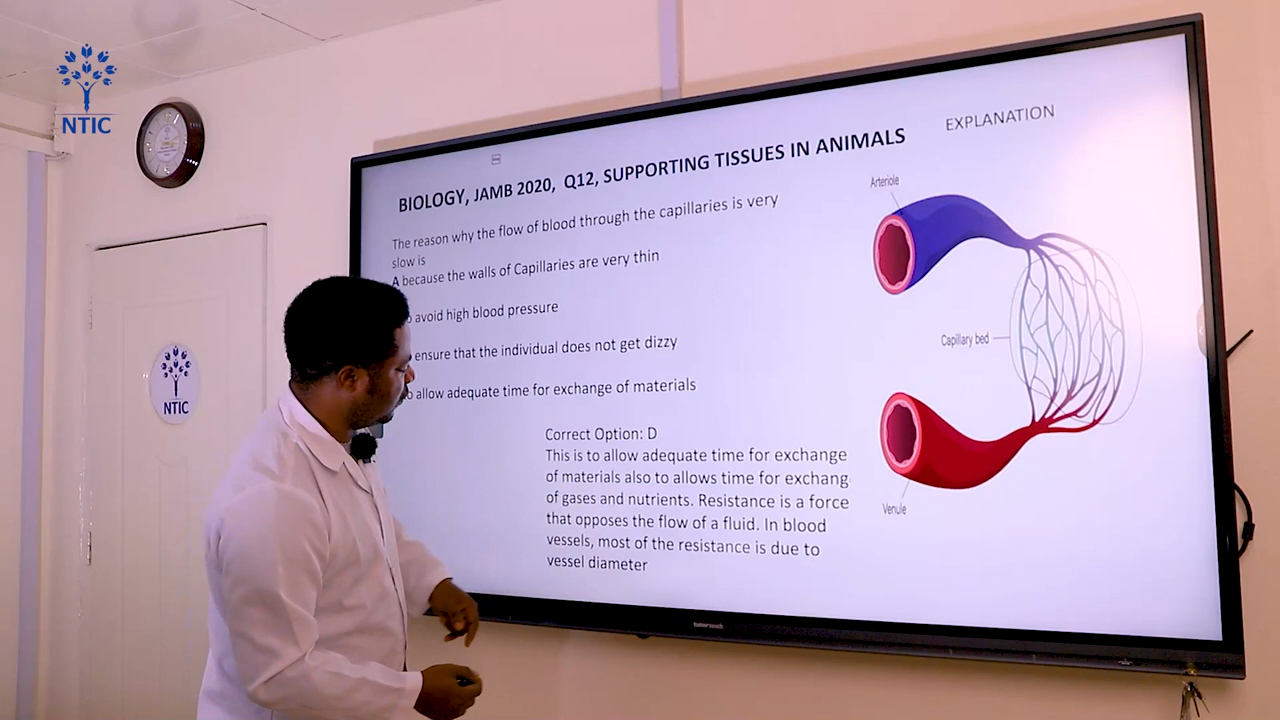 NTIC
BIOLOGY, JAMB 2020, Q12, SUPPORTING TISSUES IN ANIMALS
EXPLANATION
The reason why the flow of blood through the capillaries is very
slow is
A because the walls of Capillaries are very thin
o avoid high blood pressure
ensure that the individual does not get dizzy
o allow adequate time for exchange of materials
Correct Option: D
This is to allow adequate time for exchange
of materials also to allows time for exchang
of gases and nutrients. Resistance is a force
that opposes the flow of a fluid. In blood
vessels, most of the resistance is due to
vessel diameter
Arteriole
Capillary bed
Venule
NTIC